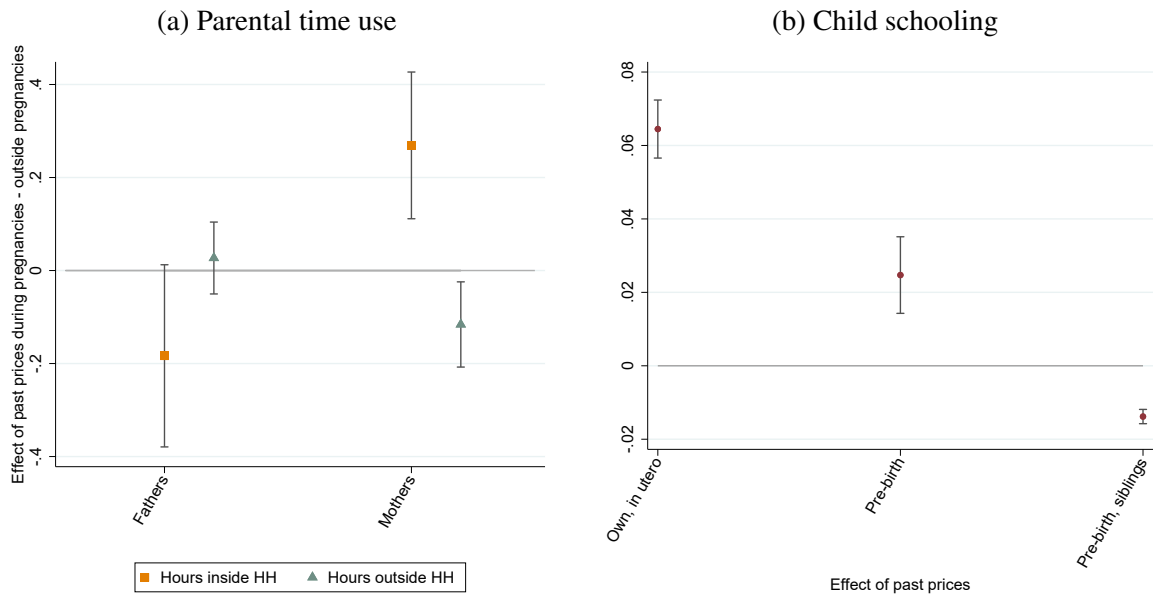 (a) Parental time use
Effect of past prices during pregnancies - outside pregnancies
.4
.2
0
-.2
-.4
Fathers
Mothers
Hours inside HH
Hours outside HH
(b) Child schooling
.08
.06
.04
.02
0
-.02
Own, in utero
Pre-birth
Pre-birth, siblings
Effect of past prices